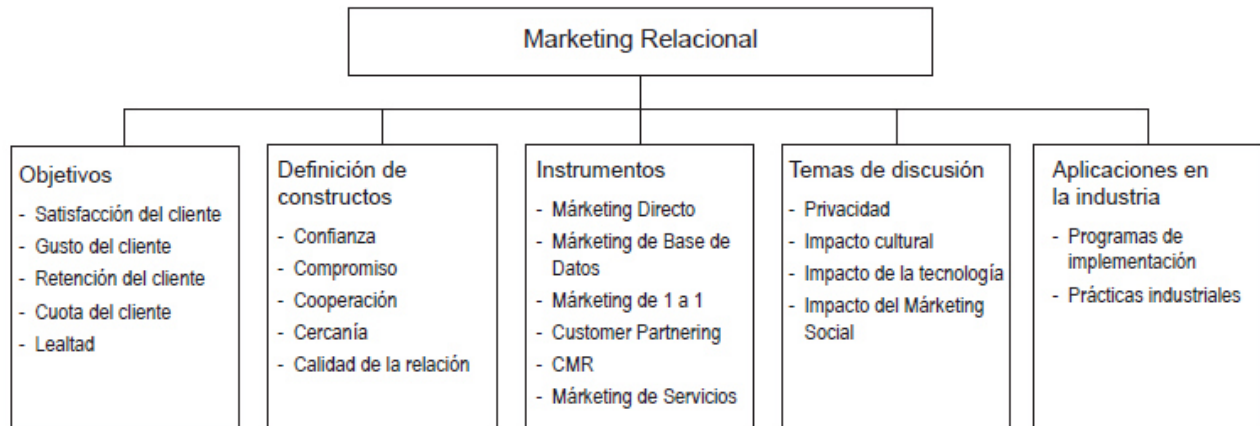 Marketing Relacional
Objetivos
- Satisfacción del cliente
- Gusto del cliente
- Retención del cliente
- Cuota del cliente
- Lealtad
Definición de
constructos
- Confianza
- Compromiso
- Cooperación
- Cercanía
- Calidad de la relación
Instrumentos
- Márketing Directo
- Márketing de Base de
Datos
- Márketing de 1 a 1
- Customer Partnering
- CMR
- Márketing de Servicios
Temas de discusión
- Privacidad
- Impacto cultural
- Impacto de la tecnología
- Impacto del Márketing
Social
Aplicaciones en
la industria
- Programas de
implementación
- Prácticas industriales